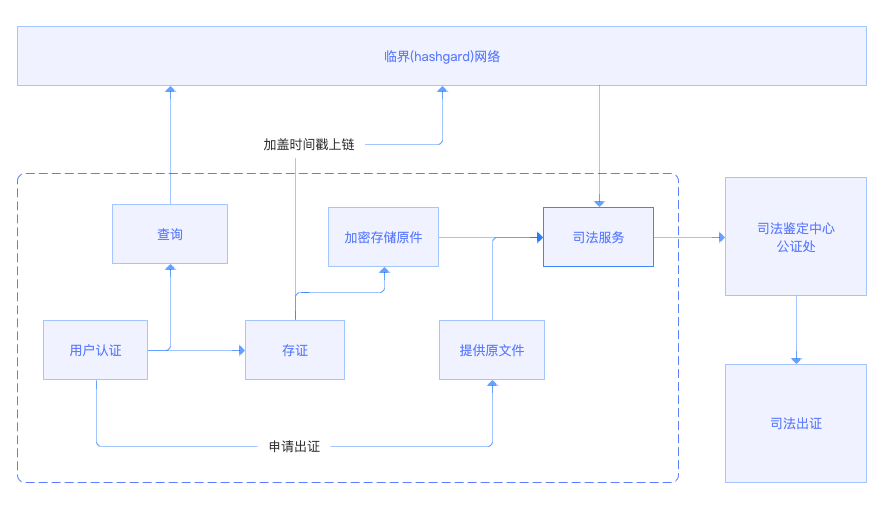 临界(hashgard)网络
加盖时间戳上链
查询
加密存储原件
司法服务
司法鉴定中心
公证处
用户认证
存证
提供原文件
司法出证
申请出证